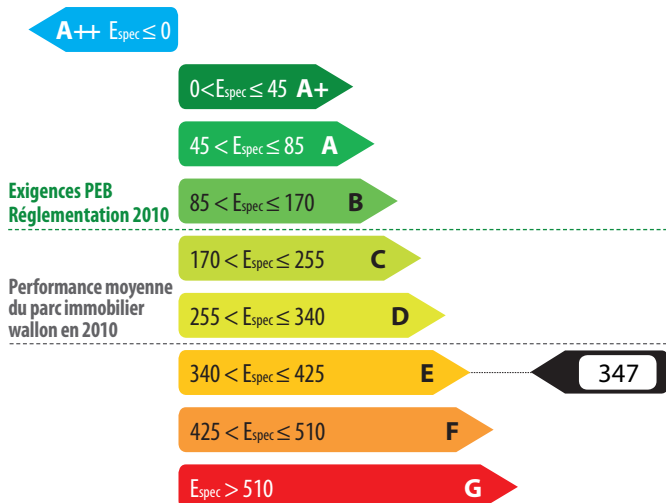 A++ Espec ≤ 0
0<Espec ≤ 45 A+
45 < Espec ≤ 85 A
Exigences PEB
Réglementation 2010
85 < Espec ≤ 170 B
170 < Espec ≤ 255 C
Performance moyenne
du parc immobilier
wallon en 2010
255 < Espec ≤ 340 D
340 < Espec ≤ 425 E 347
425 < Espec ≤ 510 F
Espec > 510 G